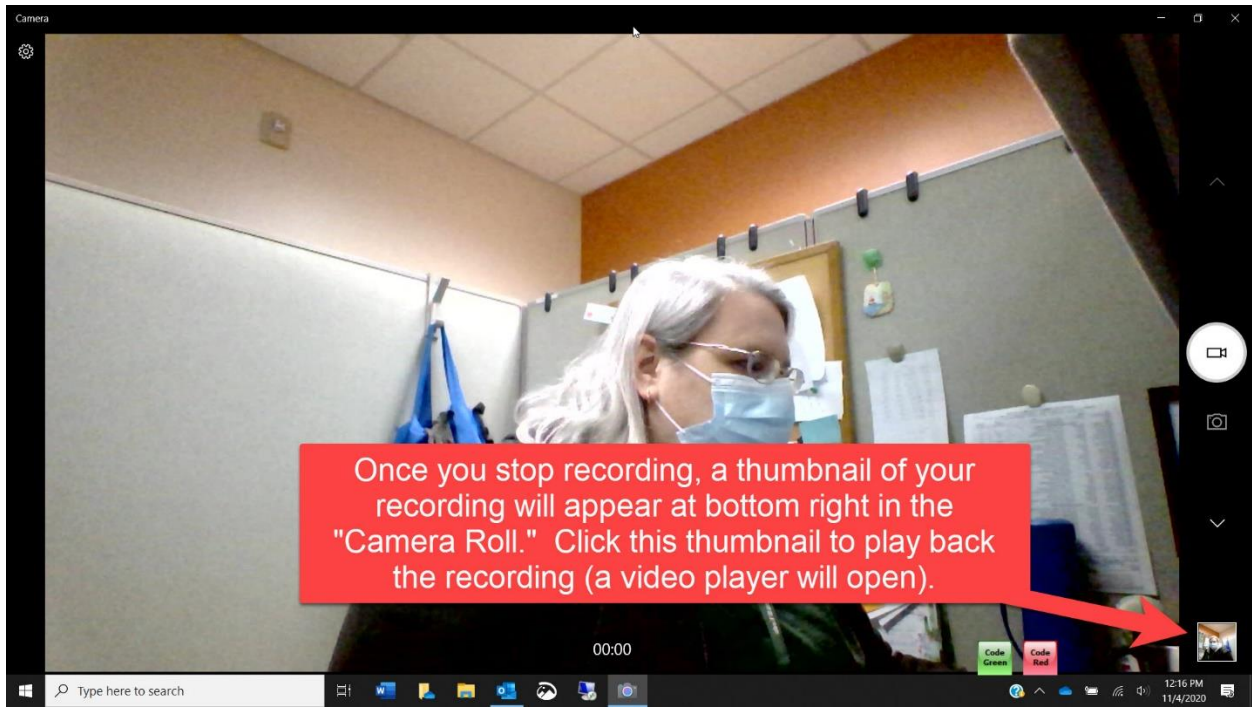 Camera
Once you stop recording, a thumbnail of your
recording will appear at bottom right in the
"Camera Roll."  Click this thumbnail to play back
the recording (a video player will open).
00:00
Code
Green
Code
Red
Type here to search
12:16 PM
11/4/2020